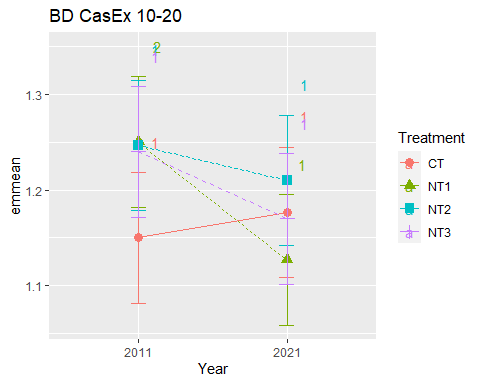 BD CasEx 10-20
2
1
1
1
1
1
1
1
1.3
1.2
1.1
emmean
2011
2021
Year
Treatment
a CT
a NT1
a NT2
a NT3